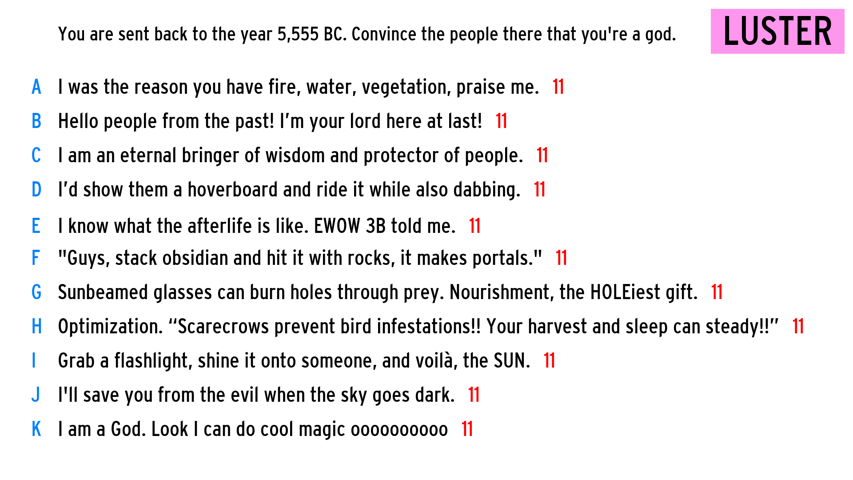 You are sent back to the year 5,555 BC. Convince the people there that you're a god.
LUSTER
A I was the reason you have fire, water, vegetation, praise me. 11
B Hello people from the past! I’m your lord here at last! 11
C I am an eternal bringer of wisdom and protector of people. 11
D I’d show them a hoverboard and ride it while also dabbing. 11
E I know what the afterlife is like. EWOW 3B told me. 11
F "Guys, stack obsidian and hit it with rocks, it makes portals." 11
G Sunbeamed glasses can burn holes through prey. Nourishment, the HOLEiest gift. 11
H Optimization. “Scarecrows prevent bird infestations!! Your harvest and sleep can steady!!” 11
I Grab a flashlight, shine it onto someone, and voilà, the SUN. 11
J I'll save you from the evil when the sky goes dark. 11
K I am a God. Look I can do cool magic oooooooooo 11